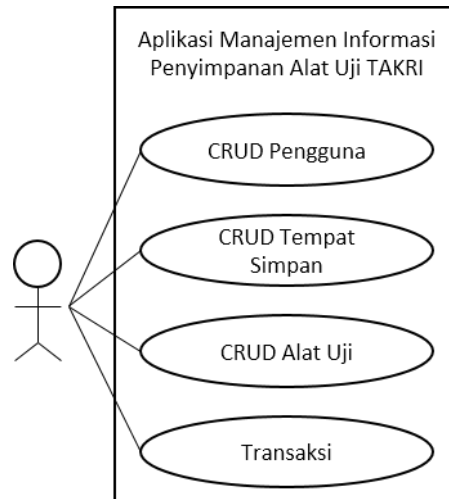 Aplikasi Manajemen Informasi
Penyimpanan Alat Uji TAKRI
CRUD Pengguna
CRUD Tempat
Simpan
CRUD Alat Uji
Transaksi